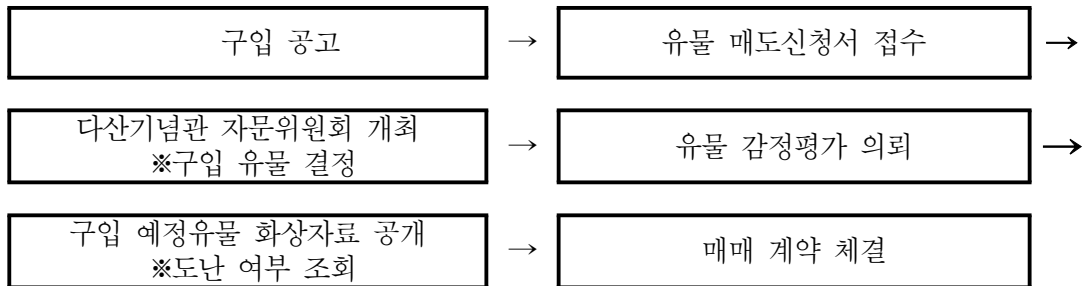 구입 공고 → 유물 매도신청서 접수 →
다산기념관 자문위원회 개최
※구입 유물 결정 → 유물 감정평가 의뢰 →
구입 예정유물 화상자료 공개
※도난 여부 조회 → 매매 계약 체결